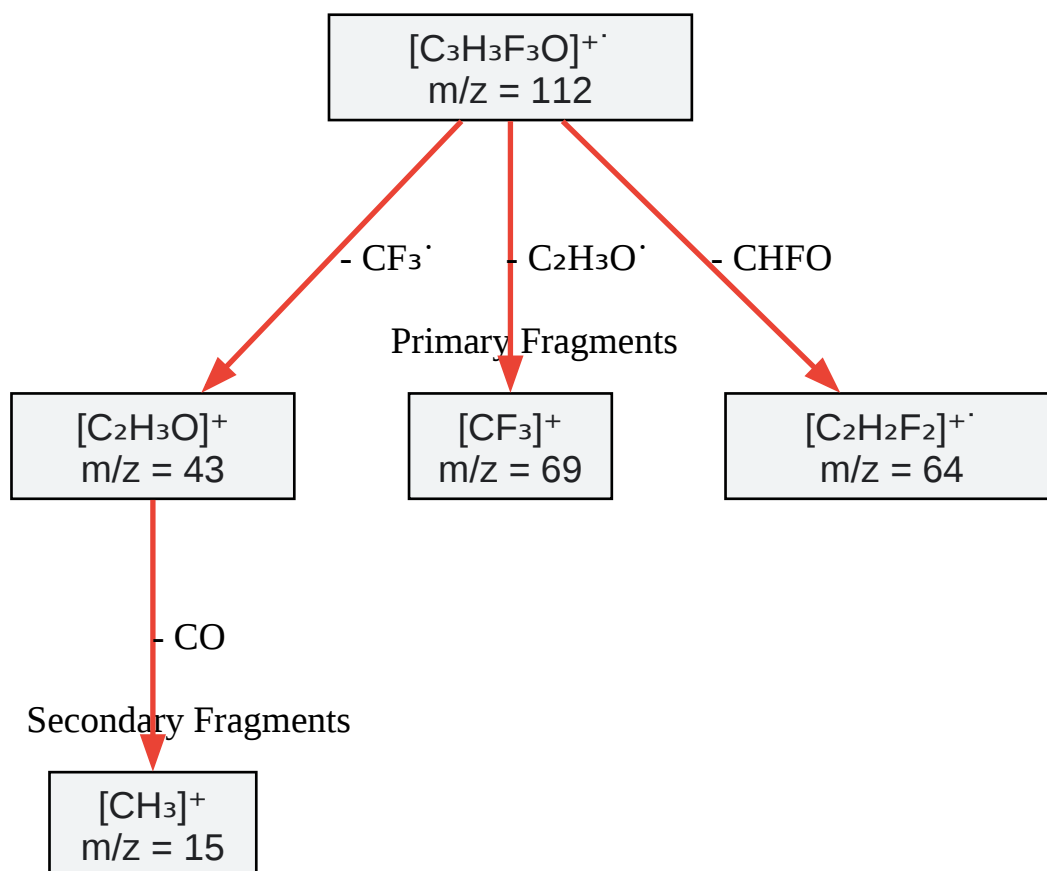 [C₃H₃F₃O]⁺˙
m/z = 112
- CF₃˙
- C₂H₃O˙
- CHFO
Primary Fragments
[C₂H₃O]⁺
m/z = 43
[CF₃]⁺
m/z = 69
[C₂H₂F₂]⁺˙
m/z = 64
- CO
Secondary Fragments
[CH₃]⁺
m/z = 15